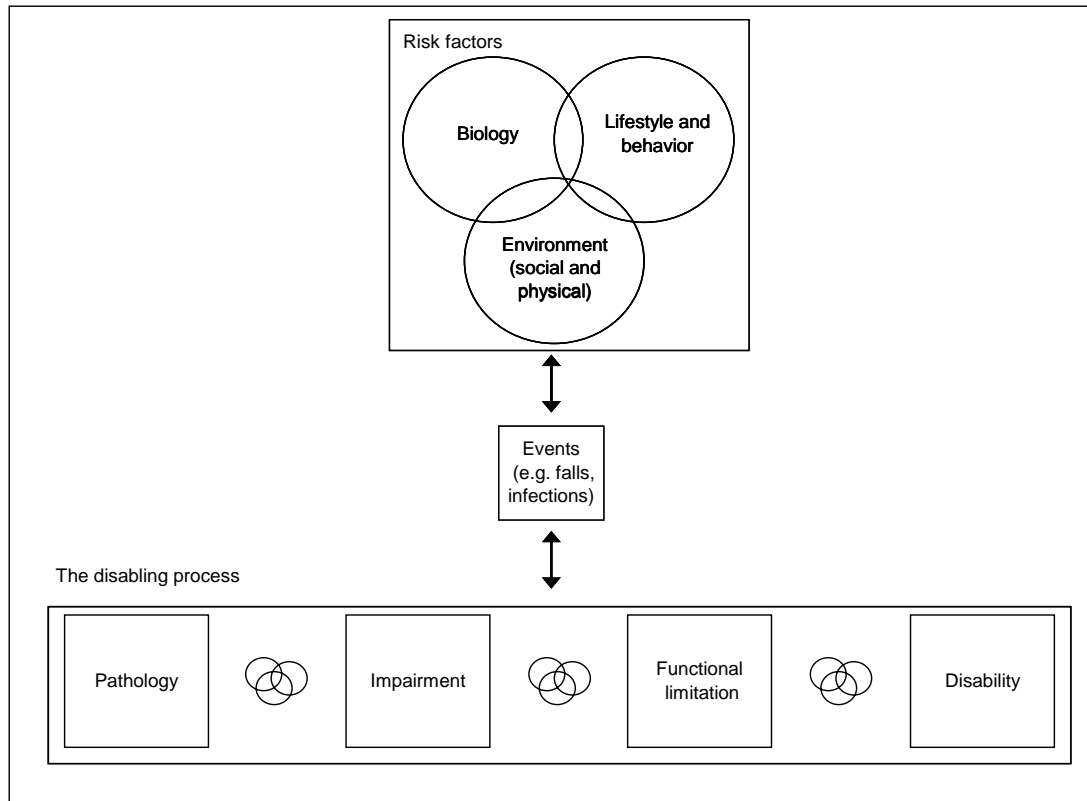 Risk factors
Biology
Lifestyle and
behavior
Environment
(social and
physical)
Events
(e.g. falls,
infections)
The disabling process
Pathology
Impairment
Functional
limitation
Disability